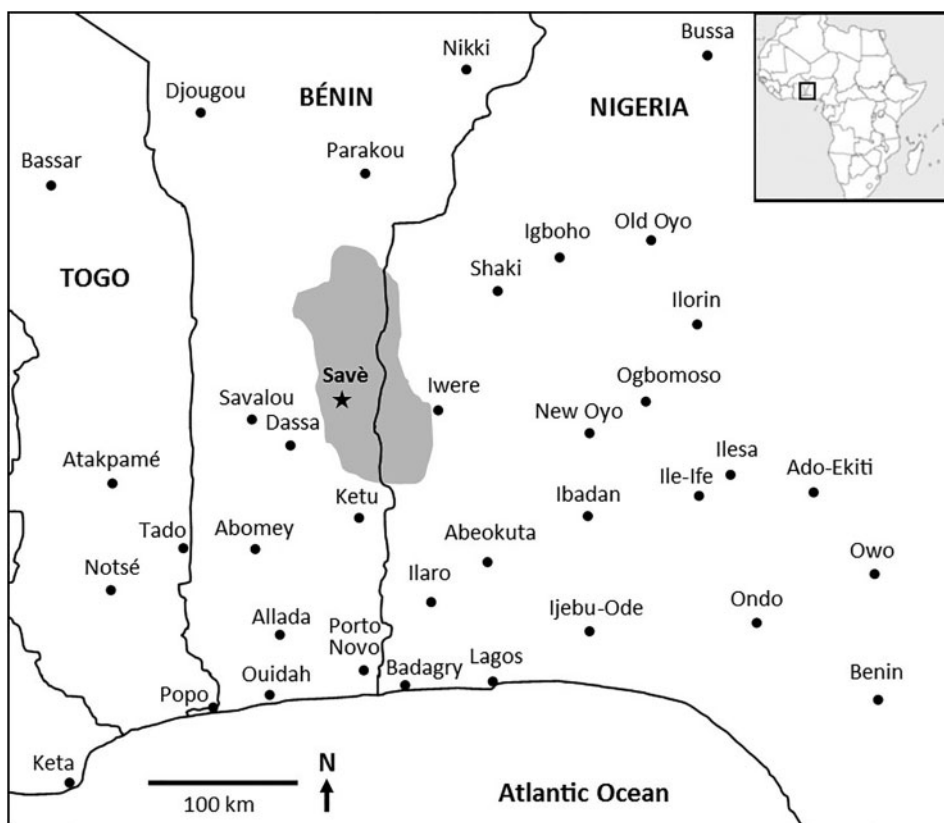 Bussa
Nikki
BÉNIN
NIGERIA
Djougou
Parakou
Bassar
Old Oyo
Igboho
Shaki
TOGO
Ilorin
Savè
Ogbomoso
Iwere
Savalou
New Oyo
Dassa
Ilesa
Atakpamé
Ile-Ife
Ado-Ekiti
Ketu
Ibadan
Tado
Abomey
Abeokuta
Owo
Notsé
Ilaro
Allada
Ijebu-Ode
Ondo
Porto
Novo
Ouidah
Badagry
Lagos
Benin
Popo
Keta
N
100 km
Atlantic Ocean